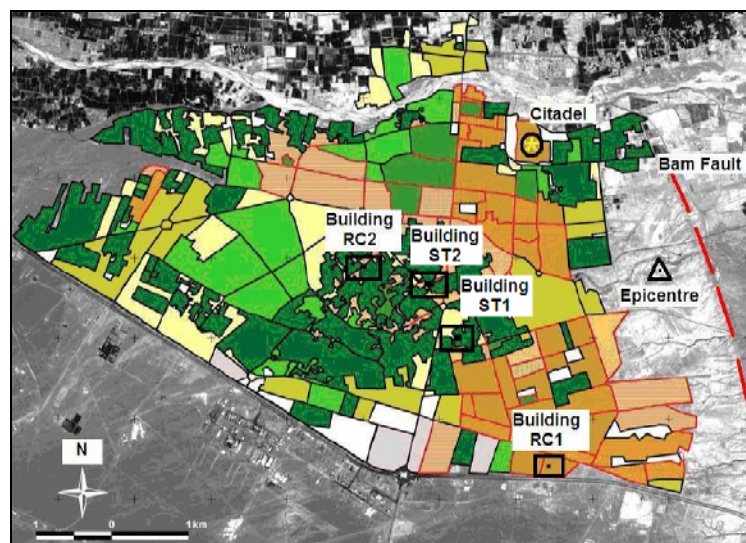 Citadel
Bam Fault
Building
RC2
Building
ST2
Building
ST1
Epicentre
Building
RC1
N
1 0 1km